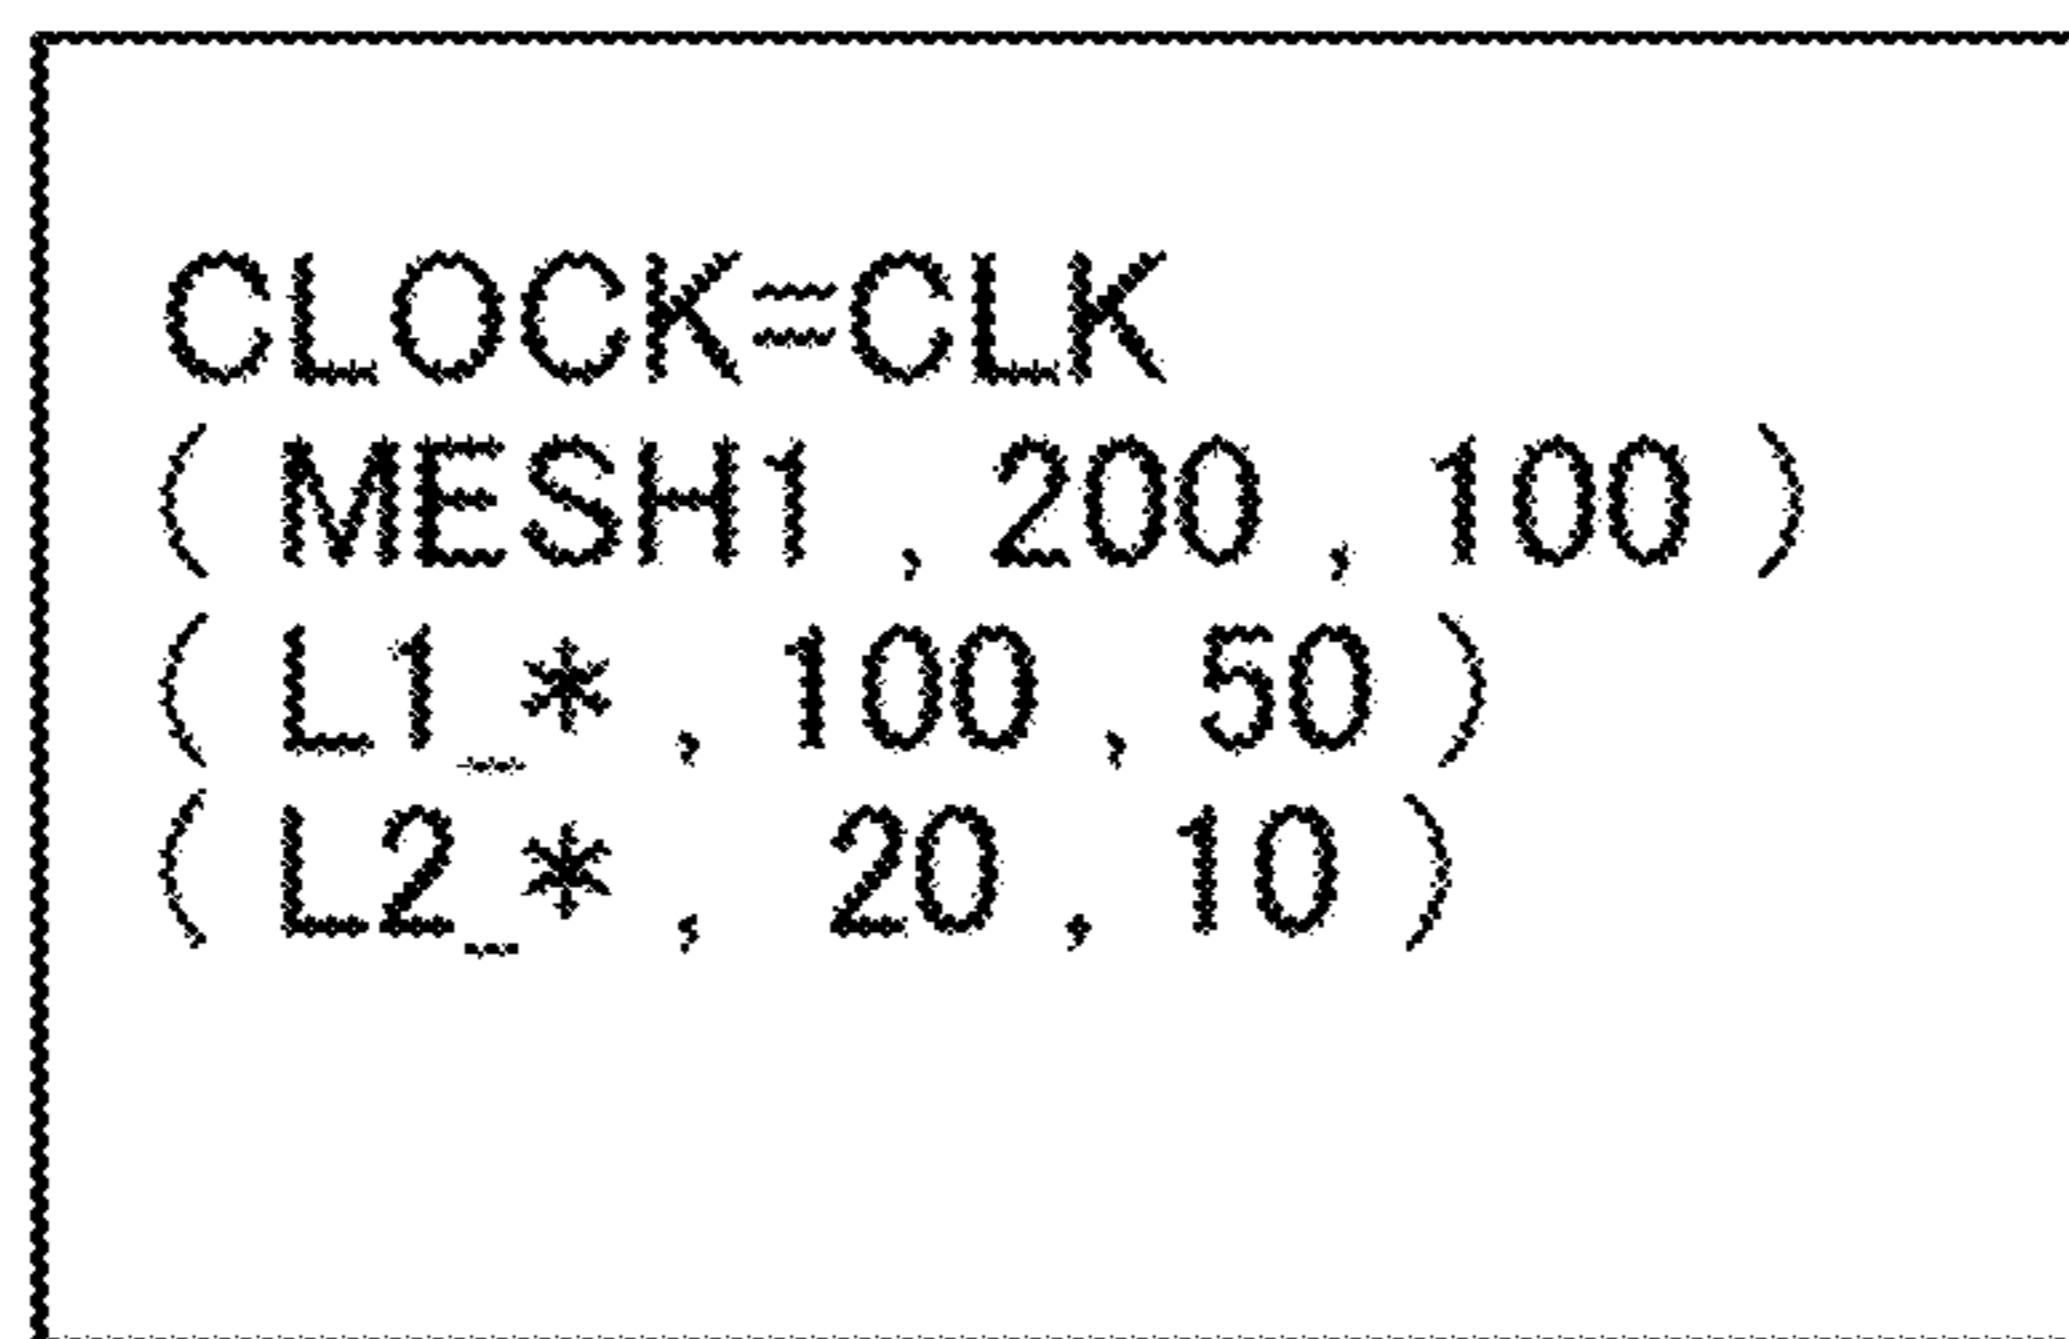 CLOCK=CLK
( MESH1 , 200 , 100 )
( L1_* , 100 , 50 )
( L2_* , 20 , 10 )